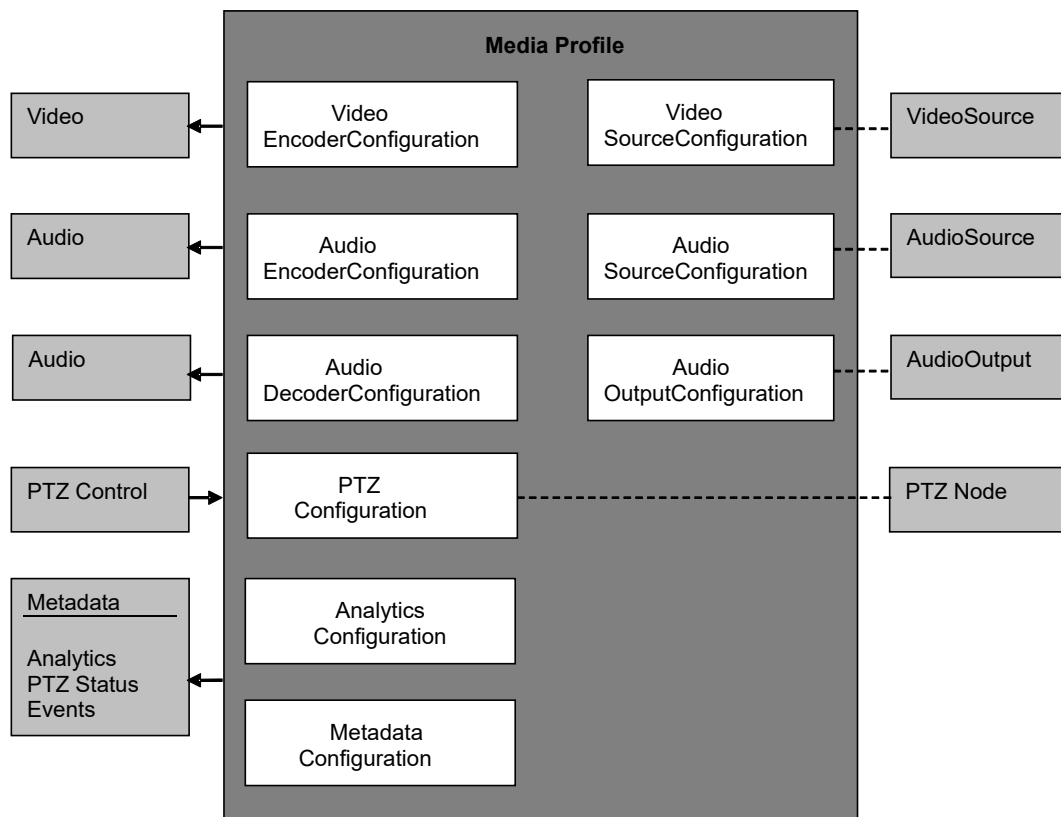 Media Profile
Video
Video
EncoderConfiguration
Video
SourceConfiguration
VideoSource
Audio
Audio
EncoderConfiguration
Audio
SourceConfiguration
AudioSource
Audio
Audio
DecoderConfiguration
Audio
OutputConfiguration
AudioOutput
PTZ Control
PTZ
Configuration
PTZ Node
Metadata
Analytics
PTZ Status
Events
Analytics
Configuration
Metadata
Configuration